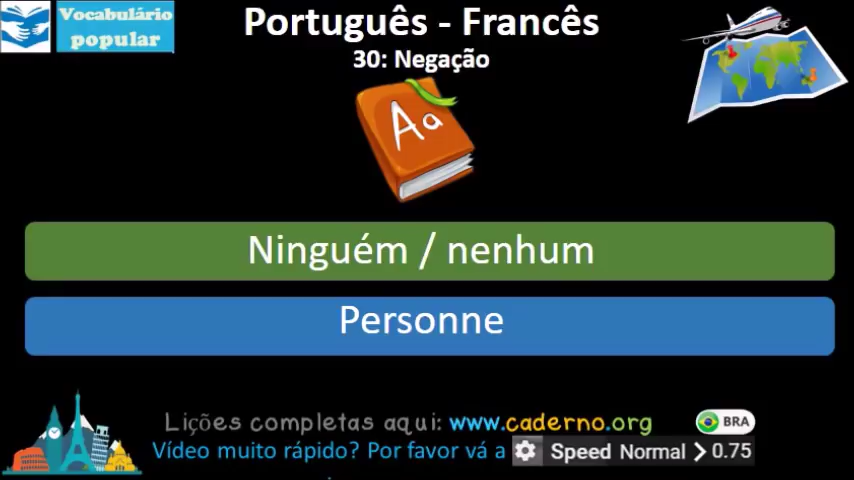 Vocabulário
popular
Português - Francês
30: Negação
Aa
Ninguém / nenhum
Personne
Lições completas aqui: www.caderno.org
BRA
Vídeo muito rápido? Por favor vá a Speed Normal > 0.75